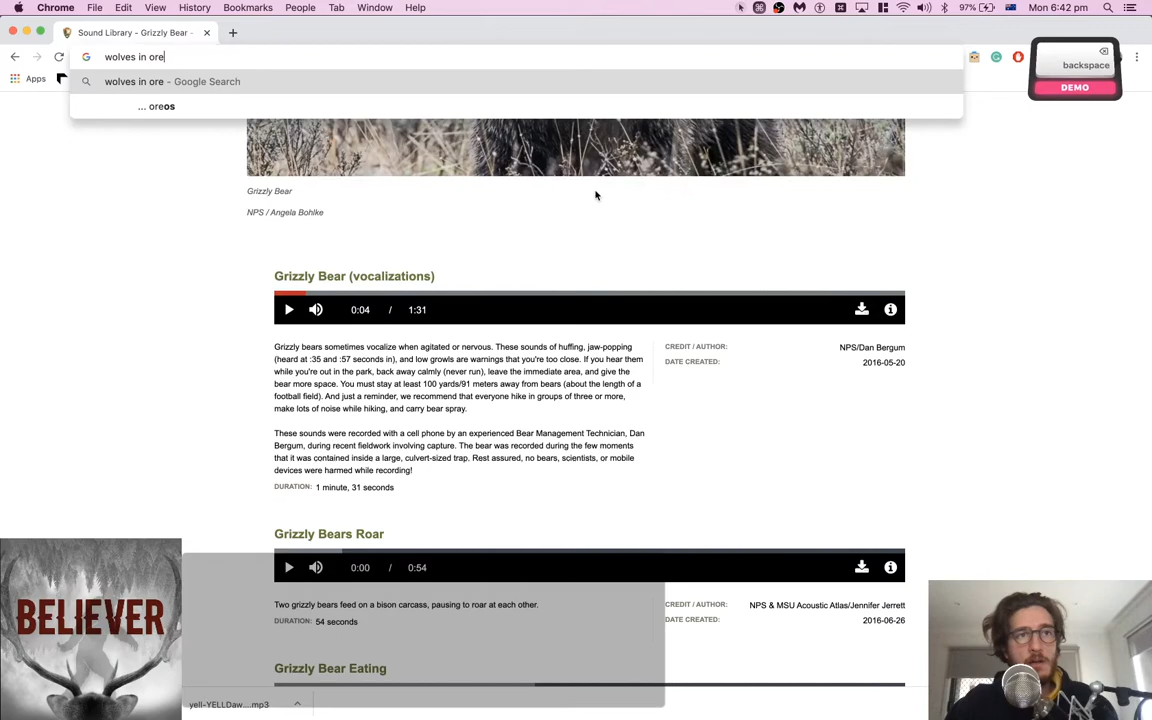 Chrome File Edit View History Bookmarks People Tab Window Help
97% Mon 6:42 pm
Sound Library - Grizzly Bear -
wolves in ore
backspace
DEMO
Apps
wolves in ore - Google Search
... oreos
Grizzly Bear
NPS / Angela Bohlke
Grizzly Bear (vocalizations)
0:04 / 1:31
Grizzly bears sometimes vocalize when agitated or nervous. These sounds of huffing, jaw-popping
(heard at :35 and :57 seconds in), and low growls are warnings that you're too close. If you hear them
while you're out in the park, back away calmly (never run), leave the immediate area, and give the
bear more space. You must stay at least 100 yards/91 meters away from bears (about the length of a
football field). And just a reminder, we recommend that everyone hike in groups of three or more,
make lots of noise while hiking, and carry bear spray.
These sounds were recorded with a cell phone by an experienced Bear Management Technician, Dan
Bergum, during recent fieldwork involving capture. The bear was recorded during the few moments
that it was contained inside a large, culvert-sized trap. Rest assured, no bears, scientists, or mobile
devices were harmed while recording!
DURATION: 1 minute, 31 seconds
CREDIT / AUTHOR: NPS/Dan Bergum
DATE CREATED: 2016-05-20
Grizzly Bears Roar
0:00 / 0:54
Two grizzly bears feed on a bison carcass, pausing to roar at each other.
DURATION: 54 seconds
CREDIT / AUTHOR: NPS & MSU Acoustic Atlas/Jennifer Jerrett
DATE CREATED: 2016-06-26
Grizzly Bear Eating
BELIEVER
yell-YELLDaw....mp3